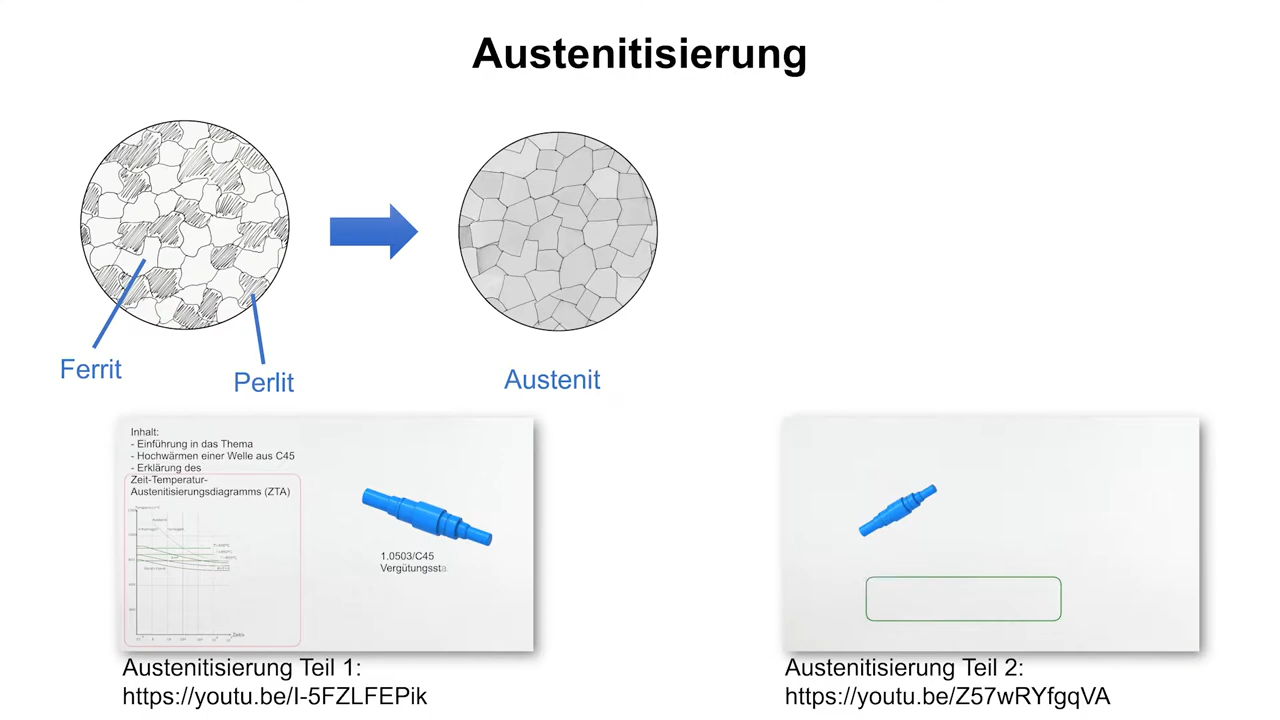 Austenitisierung
Ferrit
Perlit
Austenit
Inhalt:
- Einführung in das Thema
- Hochwärmen einer Welle aus C45
- Erklärung des
Zeit-Temperatur-
Austenitisierungsdiagramms (ZTA)
Zeit/s
1.0503/C45
Vergütungssta
Austenitisierung Teil 1:
https://youtu.be/I-5FZLFEPik
Austenitisierung Teil 2:
https://youtu.be/Z57wRYfgqVA